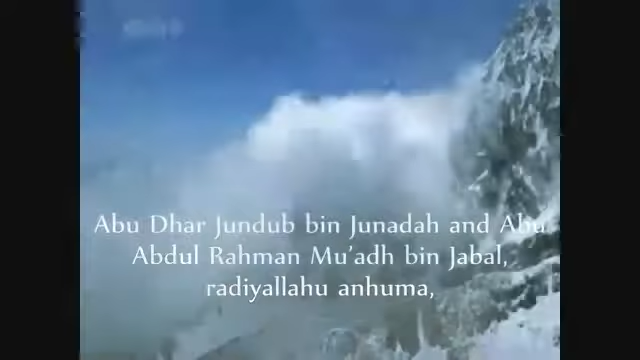 Abu Dhar Jundub bin Junadah and Abu
Abdul Rahman Mu'adh bin Jabal,
radiyallahu anhuma,